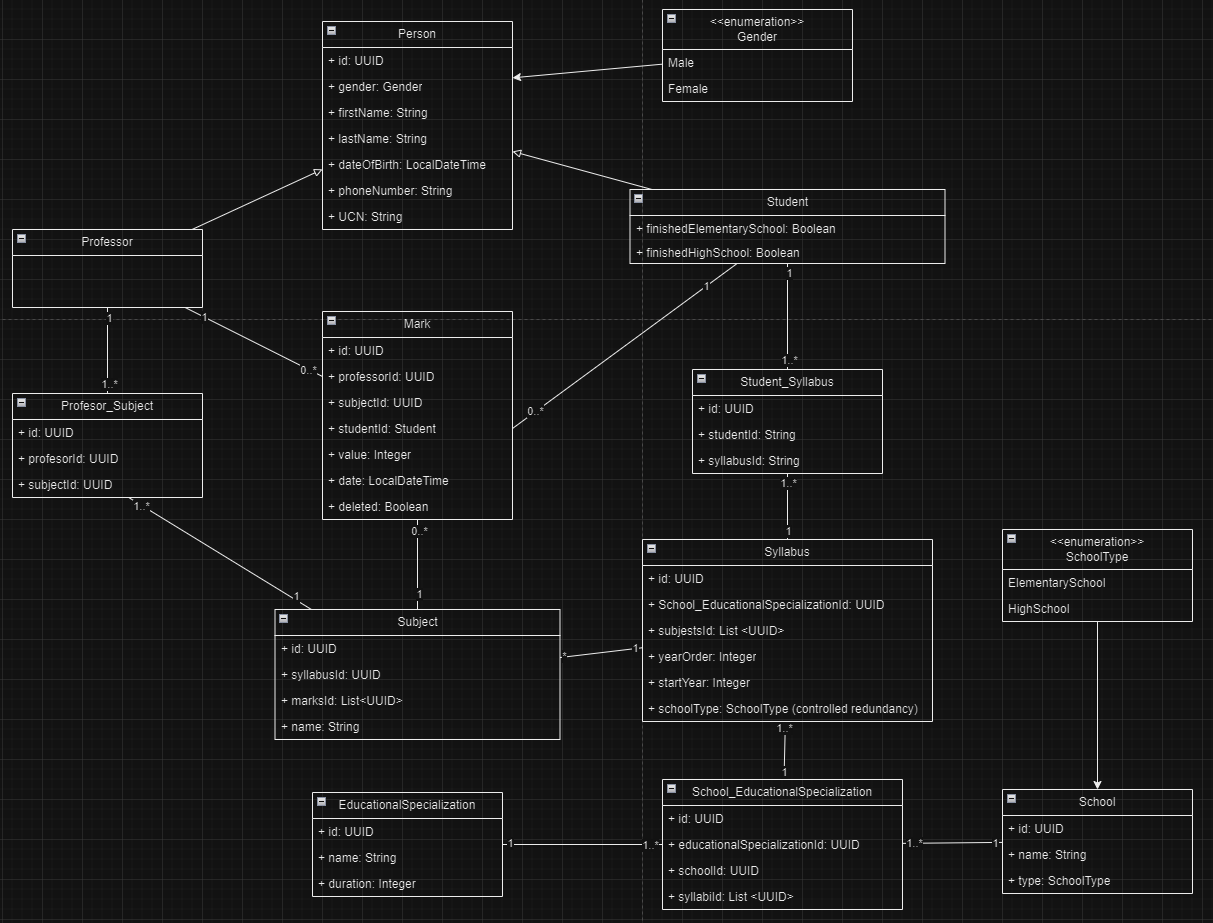 Person
+ id: UUID
+ gender: Gender
+ firstName: String
+ lastName: String
+ dateOfBirth: LocalDateTime
+ phoneNumber: String
+ UCN: String
<<enumeration>>
Gender
Male
Female
Student
+ finishedElementarySchool: Boolean
+ finishedHighSchool: Boolean
Professor
1
1
1
1
Mark
+ id: UUID
+ professorId: UUID
+ subjectId: UUID
+ studentId: Student
+ value: Integer
+ date: LocalDateTime
+ deleted: Boolean
0..*
1..*
1..*
0..*
Profesor_Subject
+ id: UUID
+ profesorId: UUID
+ subjectId: UUID
Student_Syllabus
+ id: UUID
+ studentId: String
+ syllabusId: String
1..*
1..*
0..*
1
1
1
Subject
+ id: UUID
+ syllabusId: UUID
+ marksId: List<UUID>
+ name: String
*
1
Syllabus
+ id: UUID
+ School_EducationalSpecializationId: UUID
+ subjestsId: List <UUID>
+ yearOrder: Integer
+ startYear: Integer
+ schoolType: SchoolType (controlled redundancy)
<<enumeration>>
SchoolType
ElementarySchool
HighSchool
1..*
1
EducationalSpecialization
+ id: UUID
+ name: String
+ duration: Integer
1
1..*
School_EducationalSpecialization
+ id: UUID
+ educationalSpecializationId: UUID
+ schoolId: UUID
+ syllabiId: List <UUID>
1..*
1
School
+ id: UUID
+ name: String
+ type: SchoolType